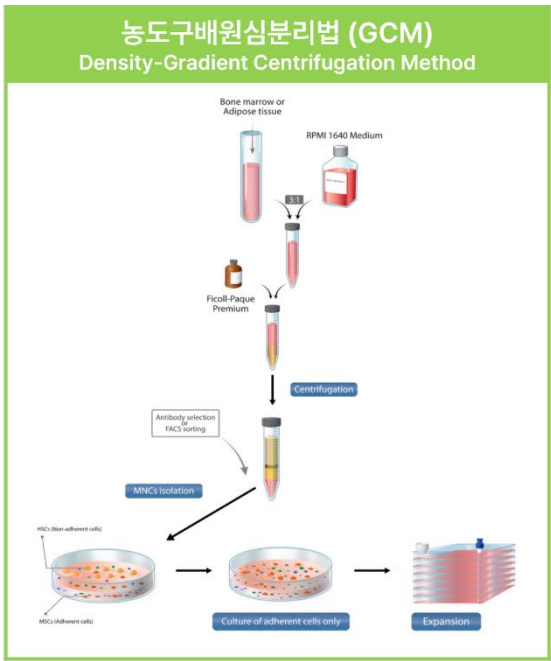 농도구배원심분리법 (GCM)
Density-Gradient Centrifugation Method
Bone marrow or
Adipose tissue
RPMI 1640 Medium
3:1
Ficoll-Paque
Premium
Centrifugation
Antibody selection
or
FACS sorting
MNCs isolation
HSCs (Non-adherent cells)
MSCs (Adherent cells)
Culture of adherent cells only
Expansion